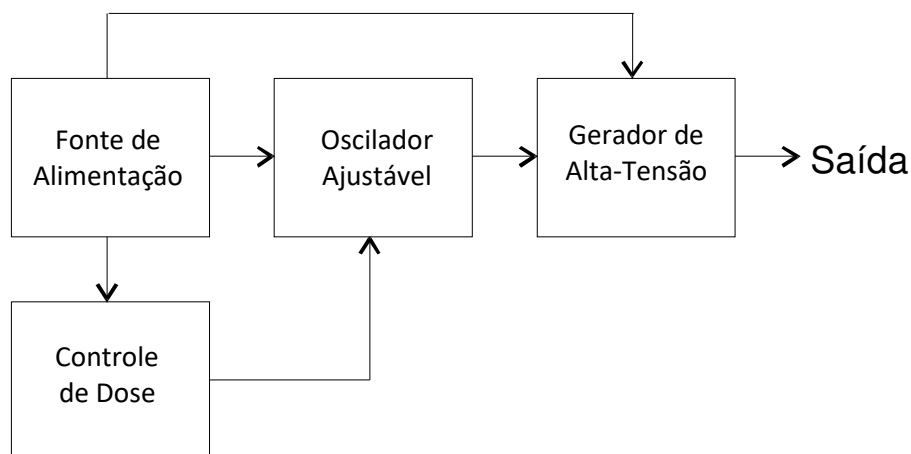 Fonte de
Alimentação
Oscilador
Ajustável
Gerador de
Alta-Tensão
Saída
Controle
de Dose